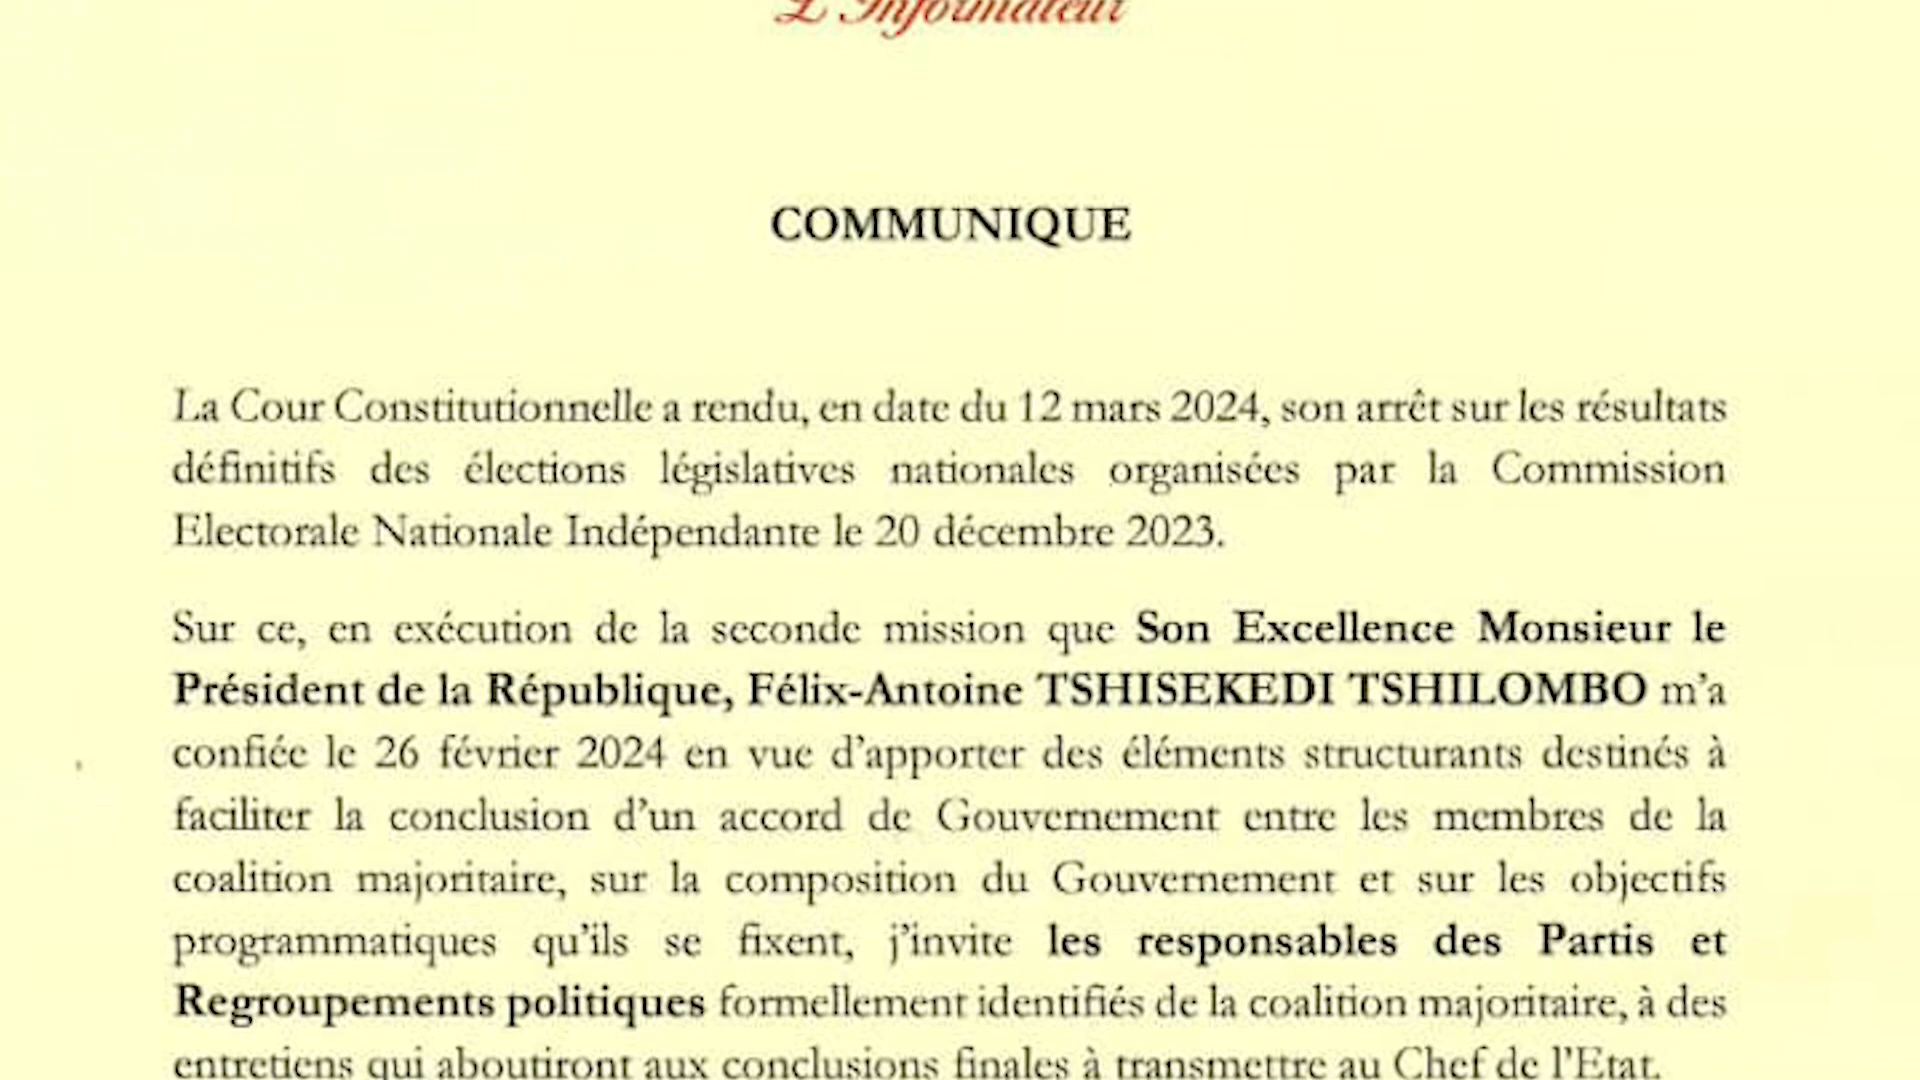 L'Informateur
COMMUNIQUE
La Cour Constitutionnelle a rendu, en date du 12 mars 2024, son arrêt sur les résultats
définitifs des élections législatives nationales organisées par la Commission
Electorale Nationale Indépendante le 20 décembre 2023.
Sur ce, en exécution de la seconde mission que Son Excellence Monsieur le
Président de la République, Félix-Antoine TSHISEKEDI TSHILOMBO m'a
confiée le 26 février 2024 en vue d'apporter des éléments structurants destinés à
faciliter la conclusion d'un accord de Gouvernement entre les membres de la
coalition majoritaire, sur la composition du Gouvernement et sur les objectifs
programmatiques qu'ils se fixent, j'invite les responsables des Partis et
Regroupements politiques formellement identifiés de la coalition majoritaire, à des
entretiens qui aboutiront aux conclusions finales à transmettre au Chef de l'Etat.